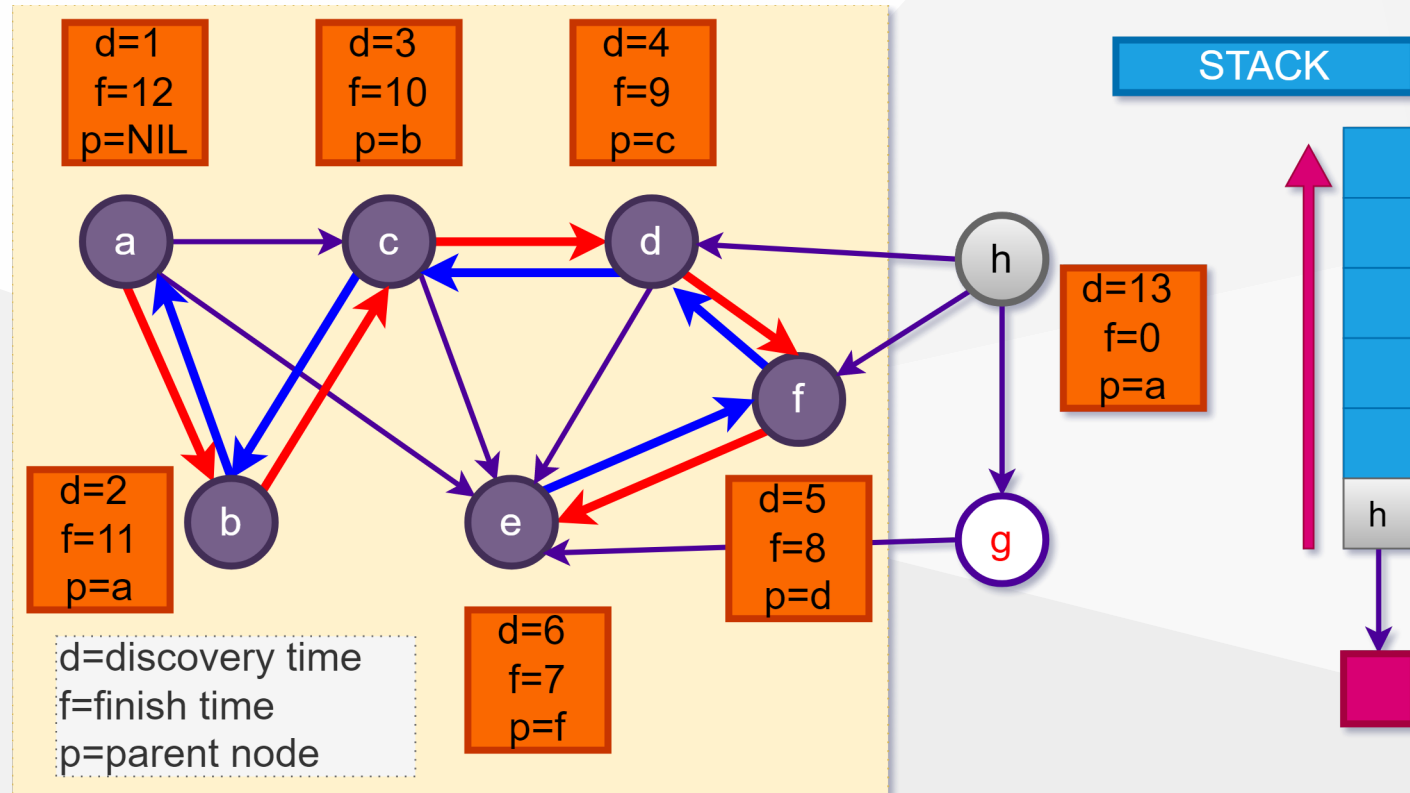 d=1
f=12
p=NIL
d=3
f=10
p=b
d=4
f=9
p=c
STACK
a
c
d
h
d=13
f=0
p=a
f
d=2
f=11
p=a
b
e
d=5
f=8
p=d
g
h
d=6
f=7
p=f
d=discovery time
f=finish time
p=parent node